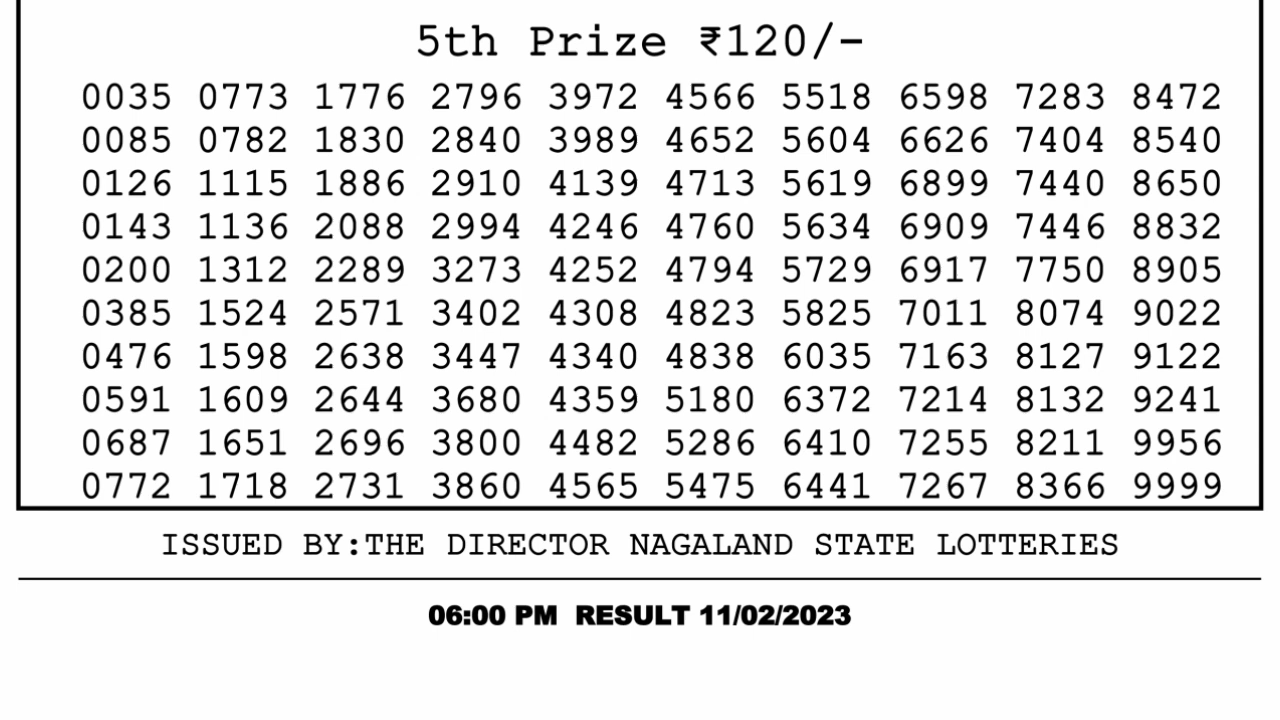 5th Prize ₹120/-
0035 0773 1776 2796 3972 4566 5518 6598 7283 8472
0085 0782 1830 2840 3989 4652 5604 6626 7404 8540
0126 1115 1886 2910 4139 4713 5619 6899 7440 8650
0143 1136 2088 2994 4246 4760 5634 6909 7446 8832
0200 1312 2289 3273 4252 4794 5729 6917 7750 8905
0385 1524 2571 3402 4308 4823 5825 7011 8074 9022
0476 1598 2638 3447 4340 4838 6035 7163 8127 9122
0591 1609 2644 3680 4359 5180 6372 7214 8132 9241
0687 1651 2696 3800 4482 5286 6410 7255 8211 9956
0772 1718 2731 3860 4565 5475 6441 7267 8366 9999
ISSUED BY:THE DIRECTOR NAGALAND STATE LOTTERIES
06:00 PM RESULT 11/02/2023